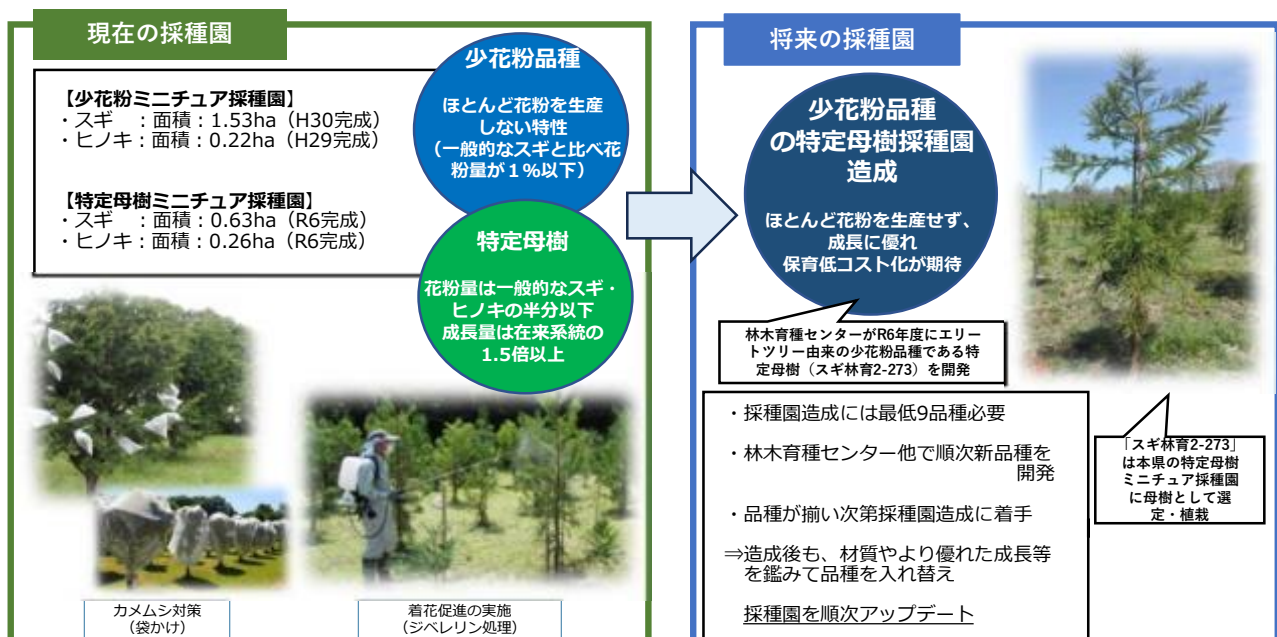 現在の採種園
【少花粉ミニチュア採種園】
・スギ　：面積：1.53ha（H30完成）
・ヒノキ：面積：0.22ha（H29完成）
【特定母樹ミニチュア採種園】
・スギ　：面積：0.63ha（R6完成）
・ヒノキ：面積：0.26ha（R6完成）
少花粉品種
ほとんど花粉を生産
しない特性
（一般的なスギと比べ花
粉量が１%以下）
特定母樹
花粉量は一般的なスギ・
ヒノキの半分以下
成長量は在来系統の
1.5倍以上
カメムシ対策
（袋かけ）
着花促進の実施
（ジベレリン処理）
将来の採種園
少花粉品種
の特定母樹採種園
造成
ほとんど花粉を生産せず、
成長に優れ
保育低コスト化が期待
林木育種センターがR6年度にエリー
トツリー由来の少花粉品種である特
定母樹（スギ林育2-273）を開発
・採種園造成には最低9品種必要
・林木育種センター他で順次新品種を
開発
・品種が揃い次第採種園造成に着手
⇒造成後も、材質やより優れた成長等
を鑑みて品種を入れ替え
採種園を順次アップデート
「スギ林育2-273」
は本県の特定母樹
ミニチュア採種園
に母樹として選
定・植栽